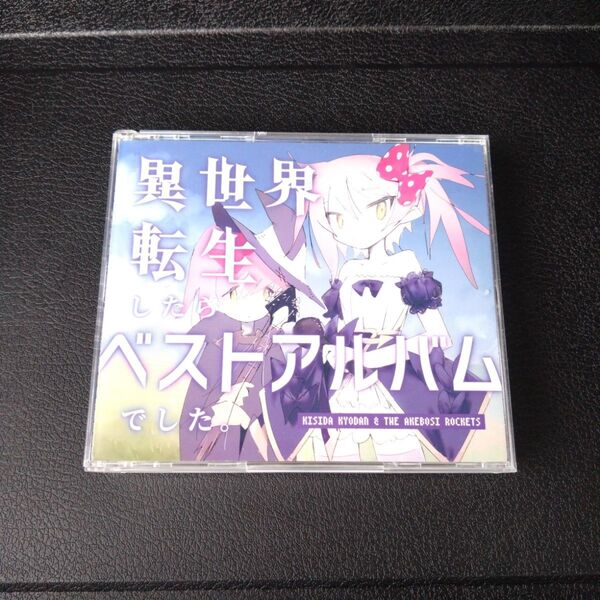 異世界
転生
したら
ベストアルバム
でした。
KISIDA KYODAN & THE AKEBOSI ROCKETS